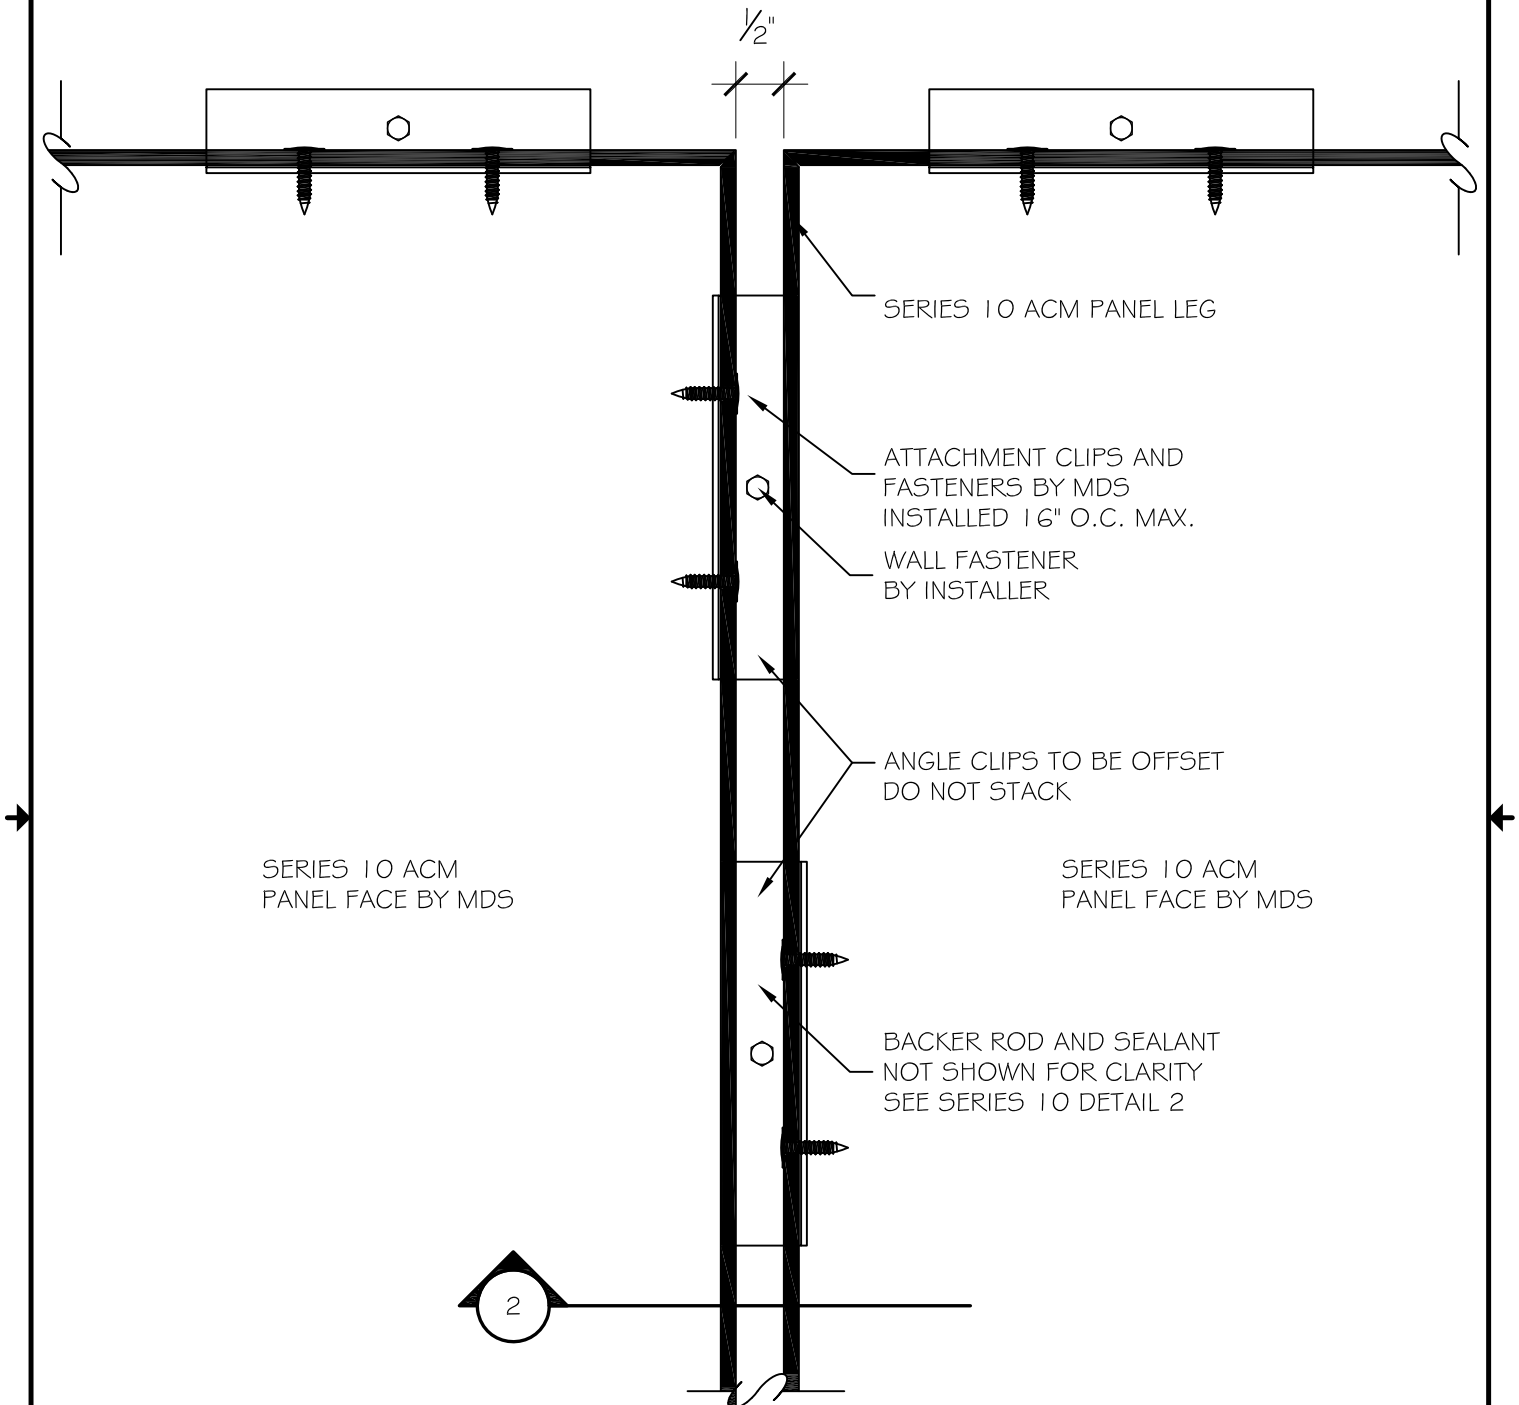 1/2"
SERIES 10 ACM PANEL LEG
ATTACHMENT CLIPS AND
FASTENERS BY MDS
INSTALLED 16" O.C. MAX.
WALL FASTENER
BY INSTALLER
ANGLE CLIPS TO BE OFFSET
DO NOT STACK
SERIES 10 ACM
PANEL FACE BY MDS
SERIES 10 ACM
PANEL FACE BY MDS
BACKER ROD AND SEALANT
NOT SHOWN FOR CLARITY
SEE SERIES 10 DETAIL 2
2